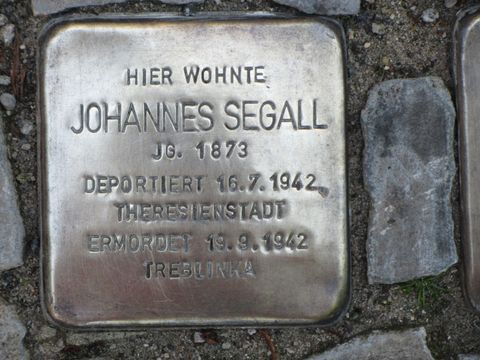 HIER WOHNTE
JOHANNES SEGALL
JG. 1873
DEPORTIERT 16.7.1942
THERESIENSTADT
ERMORDET 19.9.1942
TREBLINKA